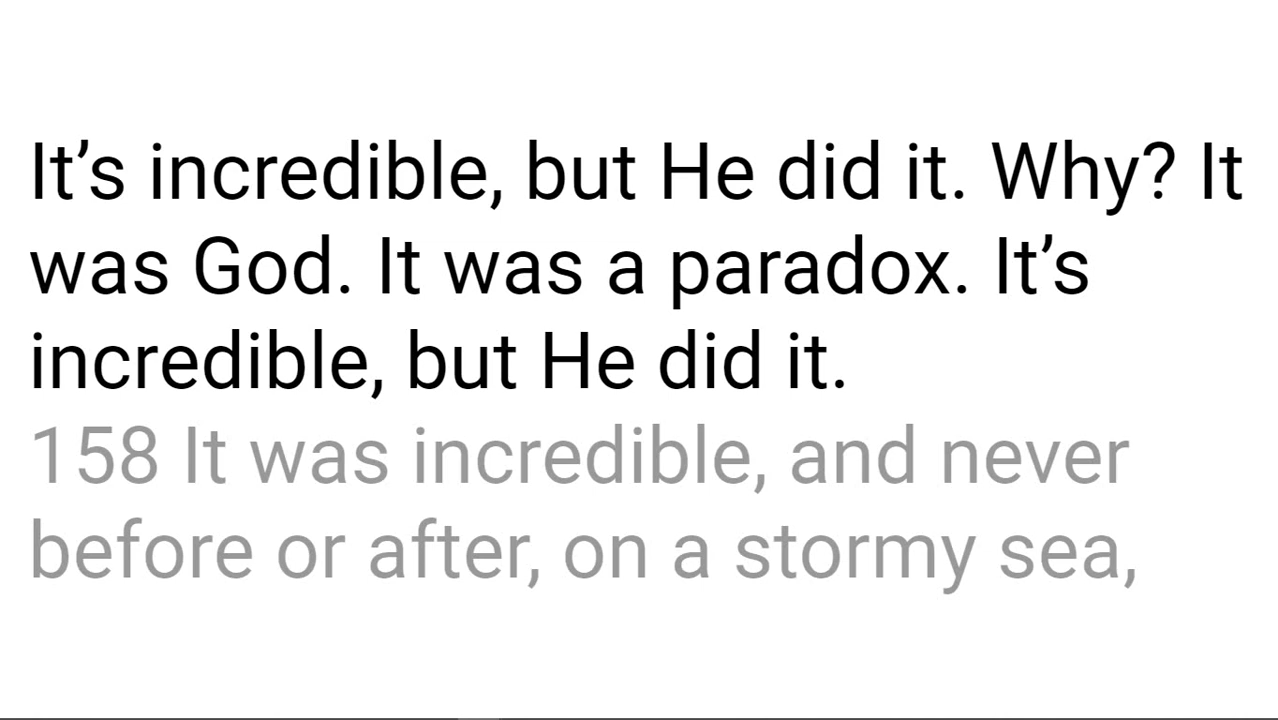 It’s incredible, but He did it. Why? It
was God. It was a paradox. It’s
incredible, but He did it.
158 It was incredible, and never
before or after, on a stormy sea,